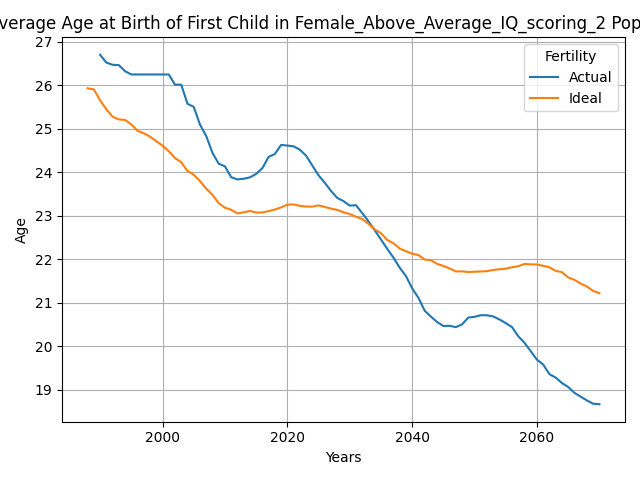 verage Age at Birth of First Child in Female_Above_Average_IQ_scoring_2 Pop
Fertility
Actual
Ideal
27
26
25
24
23
22
21
20
19
Age
2000
2020
2040
2060
Years